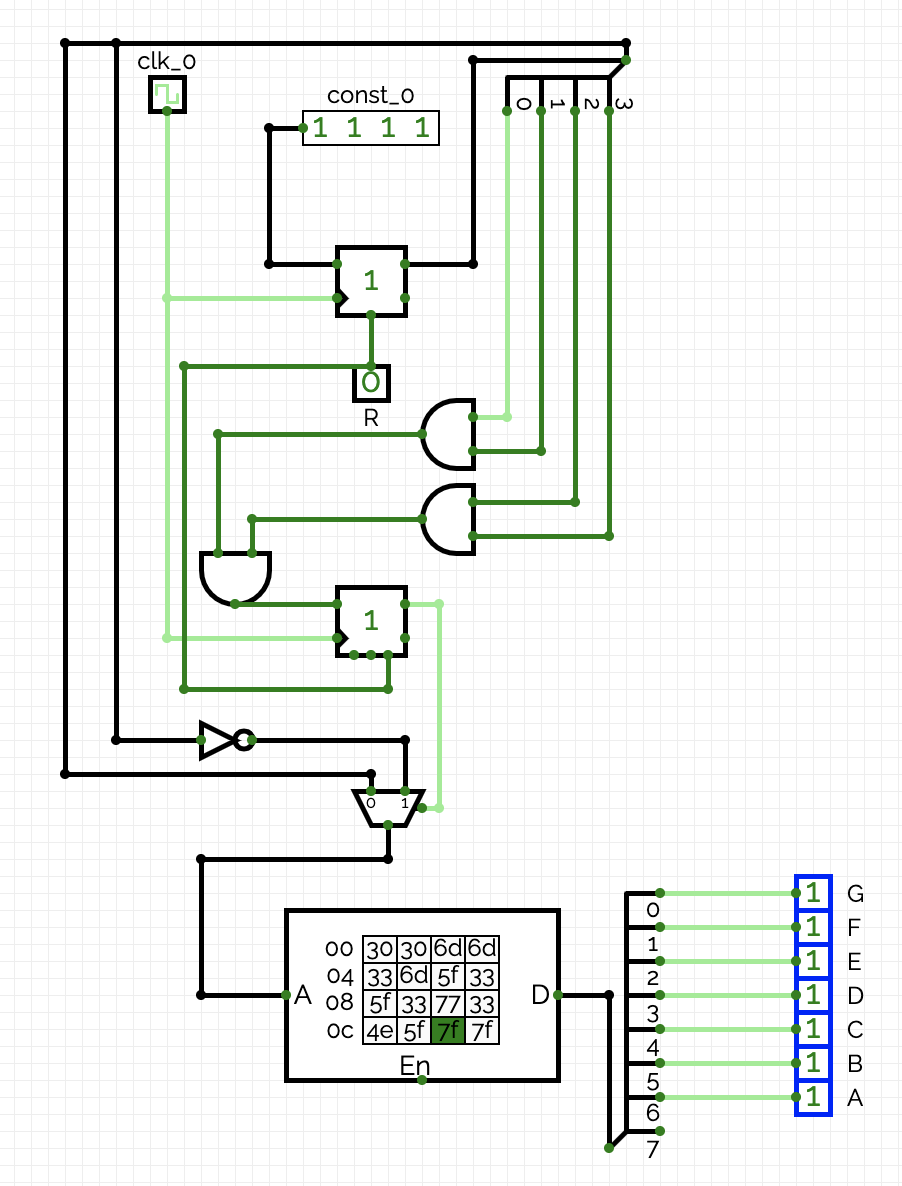 clk_0
const_0
1 1 1 1
0 1 2 3
1
0
R
1
0 1
00 30 30 6d 6d
04 33 6d 5f 33
08 5f 33 77 33
0c 4e 5f 7f 7f
A
D
En
0
1
2
3
4
5
6
7
1 G
1 F
1 E
1 D
1 C
1 B
1 A